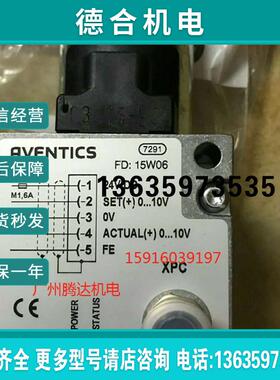 德合机电
信经营
后保障
货秒发
保一年
AVENTICS
7291
FD: 15W06
13635973535
M1,6A
-1
-2 SET(+) 0...10V
-3 0V
-4 ACTUAL(+) 0...10V
-5 FE
15916039197
XPC
广州腾达机电
POWER
STATUS
齐全 更多型号请店咨询 电话:136359